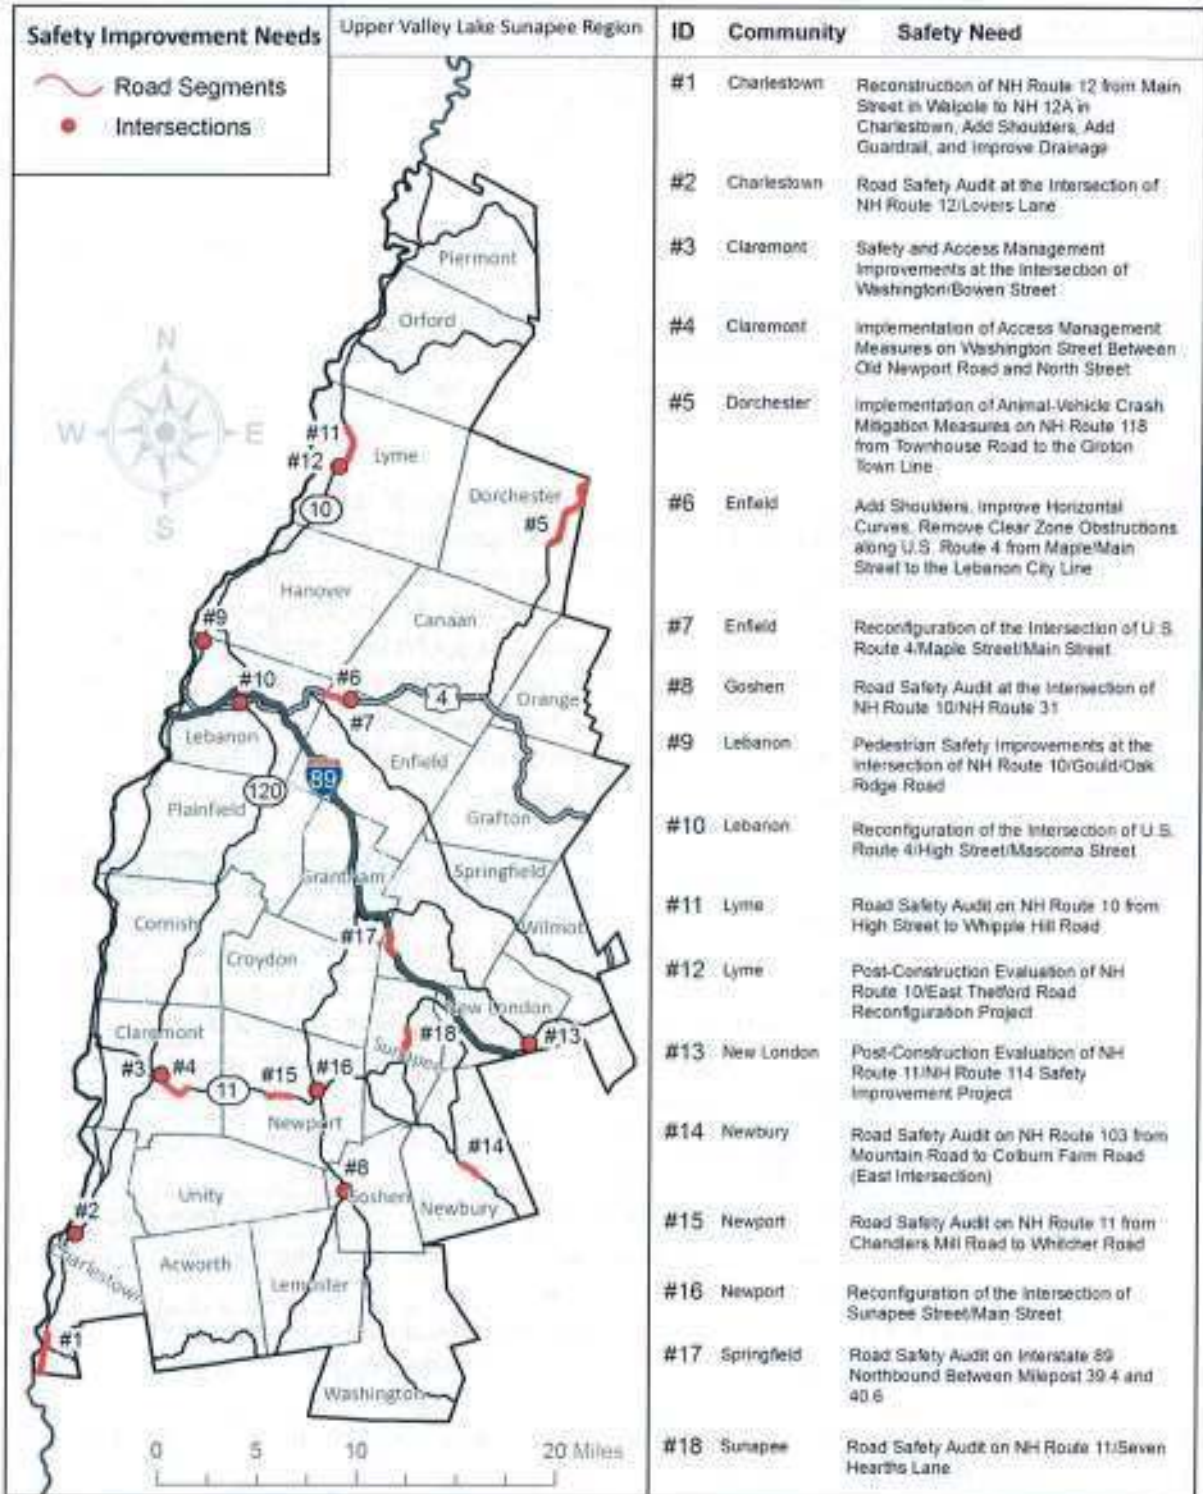 Safety Improvement Needs
Road Segments
Intersections
Upper Valley Lake Sunapee Region
N
W
E
S
Piermont
Orford
#11
#12
Lyme
10
Dorchester
#5
Hanover
Canaan
#9
#10
#6
4
#7
Orange
Lebanon
Enfield
89
120
Plainfield
Grafton
Grantham
Springfield
Cornish
Wilmot
#17
Croydon
New London
Claremont
#18
#13
Sunapee
#3
#4
11
#15
#16
Newport
#14
#8
Unity
Goshen
Newbury
#2
Charlestown
Acworth
Lempster
#1
Washington
0 5 10 20 Miles
ID Community Safety Need
#1 Charlestown Reconstruction of NH Route 12 from Main
Street in Walpole to NH 12A in
Charlestown, Add Shoulders, Add
Guardrail, and Improve Drainage
#2 Charlestown Road Safety Audit at the Intersection of
NH Route 12/Lovers Lane
#3 Claremont Safety and Access Management
Improvements at the Intersection of
Washington/Bowen Street
#4 Claremont Implementation of Access Management
Measures on Washington Street Between
Old Newport Road and North Street
#5 Dorchester Implementation of Animal-Vehicle Crash
Mitigation Measures on NH Route 118
from Townhouse Road to the Groton
Town Line
#6 Enfield Add Shoulders, Improve Horizontal
Curves, Remove Clear Zone Obstructions
along U.S. Route 4 from Maple/Main
Street to the Lebanon City Line
#7 Enfield Reconfiguration of the Intersection of U.S.
Route 4/Maple Street/Main Street
#8 Goshen Road Safety Audit at the Intersection of
NH Route 10/NH Route 31
#9 Lebanon Pedestrian Safety Improvements at the
Intersection of NH Route 10/Gould/Oak
Ridge Road
#10 Lebanon Reconfiguration of the Intersection of U.S.
Route 4/High Street/Mascoma Street
#11 Lyme Road Safety Audit on NH Route 10 from
High Street to Whipple Hill Road
#12 Lyme Post-Construction Evaluation of NH
Route 10/East Thetford Road
Reconfiguration Project
#13 New London Post-Construction Evaluation of NH
Route 11/NH Route 114 Safety
Improvement Project
#14 Newbury Road Safety Audit on NH Route 103 from
Mountain Road to Colburn Farm Road
(East Intersection)
#15 Newport Road Safety Audit on NH Route 11 from
Chandlers Mill Road to Whitcher Road
#16 Newport Reconfiguration of the Intersection of
Sunapee Street/Main Street
#17 Springfield Road Safety Audit on Interstate 89
Northbound Between Milepost 39.4 and
40.6
#18 Sunapee Road Safety Audit on NH Route 11/Seven
Hearths Lane